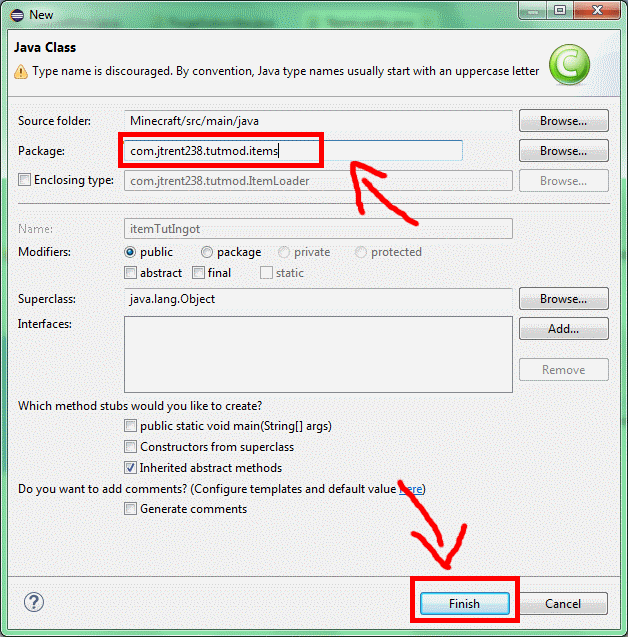 New
Java Class
Type name is discouraged. By convention, Java type names usually start with an uppercase letter
Source folder: Minecraft/src/main/java Browse...
Package: com.jtrent238.tutmod.items Browse...
Enclosing type: com.jtrent238.tutmod.ItemLoader Browse...
Name: itemTutIngot
Modifiers: public package private protected
abstract final static
Superclass: java.lang.Object Browse...
Interfaces: Add...
Remove
Which method stubs would you like to create?
public static void main(String[] args)
Constructors from superclass
Inherited abstract methods
Do you want to add comments? (Configure templates and default value here)
Generate comments
? Finish Cancel